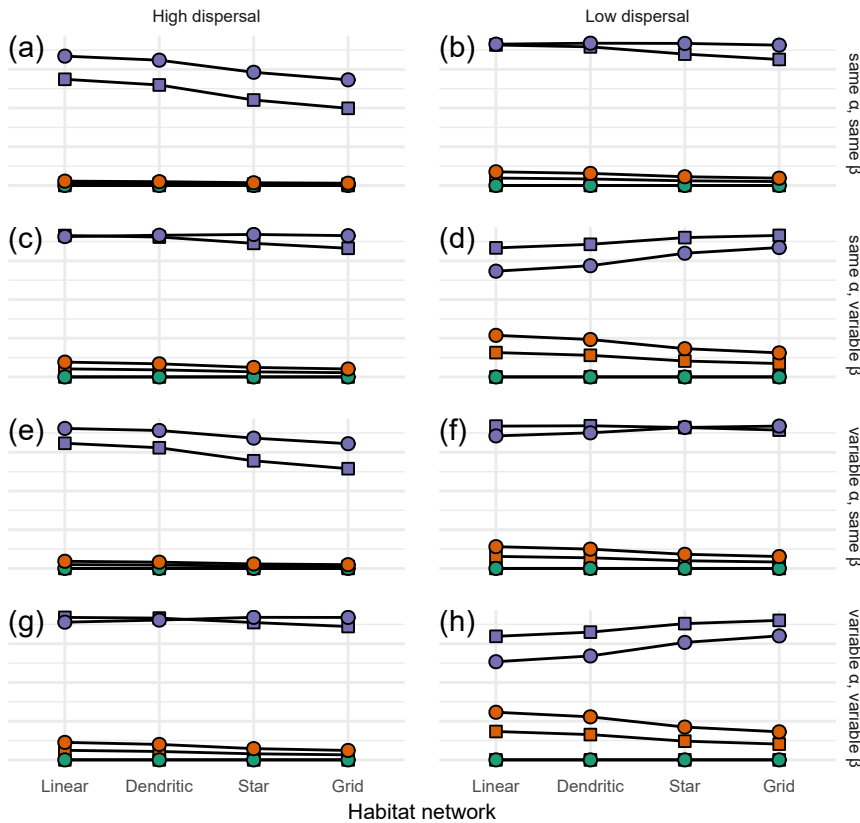 High dispersal
Low dispersal
(a)
(b)
same α, same β
(c)
(d)
same α, variable β
(e)
(f)
variable α, same β
(g)
(h)
variable α, variable β
Linear Dendritic Star Grid
Linear Dendritic Star Grid
Habitat network